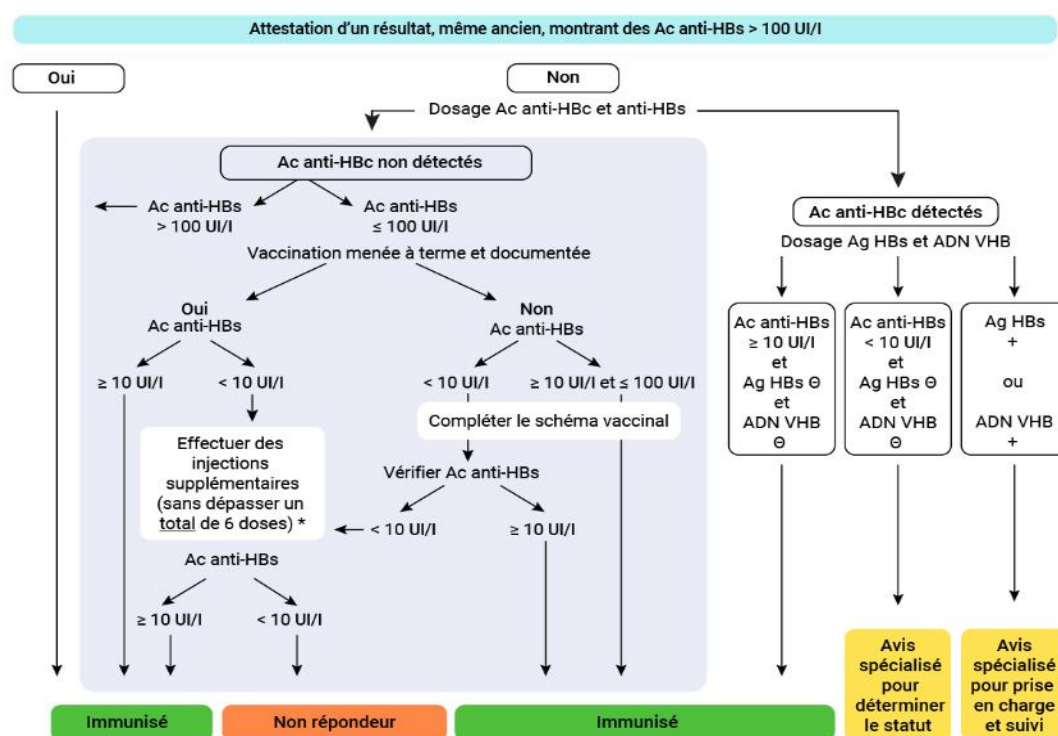 Attestation d'un résultat, même ancien, montrant des Ac anti-HBs > 100 UI/l
Oui
Non
Dosage Ac anti-HBc et anti-HBs
Ac anti-HBc non détectés
Ac anti-HBs
> 100 UI/l
Ac anti-HBs
≤ 100 UI/l
Vaccination menée à terme et documentée
Oui
Ac anti-HBs
≥ 10 UI/l
< 10 UI/l
Effectuer des
injections
supplémentaires
(sans dépasser un
total de 6 doses) *
Ac anti-HBs
≥ 10 UI/l
< 10 UI/l
Non
Ac anti-HBs
< 10 UI/l
≥ 10 UI/l et ≤ 100 UI/l
Compléter le schéma vaccinal
Vérifier Ac anti-HBs
< 10 UI/l
≥ 10 UI/l
Ac anti-HBc détectés
Dosage Ag HBs et ADN VHB
Ac anti-HBs
≥ 10 UI/l
et
Ag HBs Θ
et
ADN VHB
Θ
Ac anti-HBs
< 10 UI/l
et
Ag HBs Θ
et
ADN VHB
Θ
Ag HBs
+
ou
ADN VHB
+
Immunisé
Non répondeur
Immunisé
Avis
spécialisé
pour
déterminer
le statut
Avis
spécialisé
pour prise
en charge
et suivi